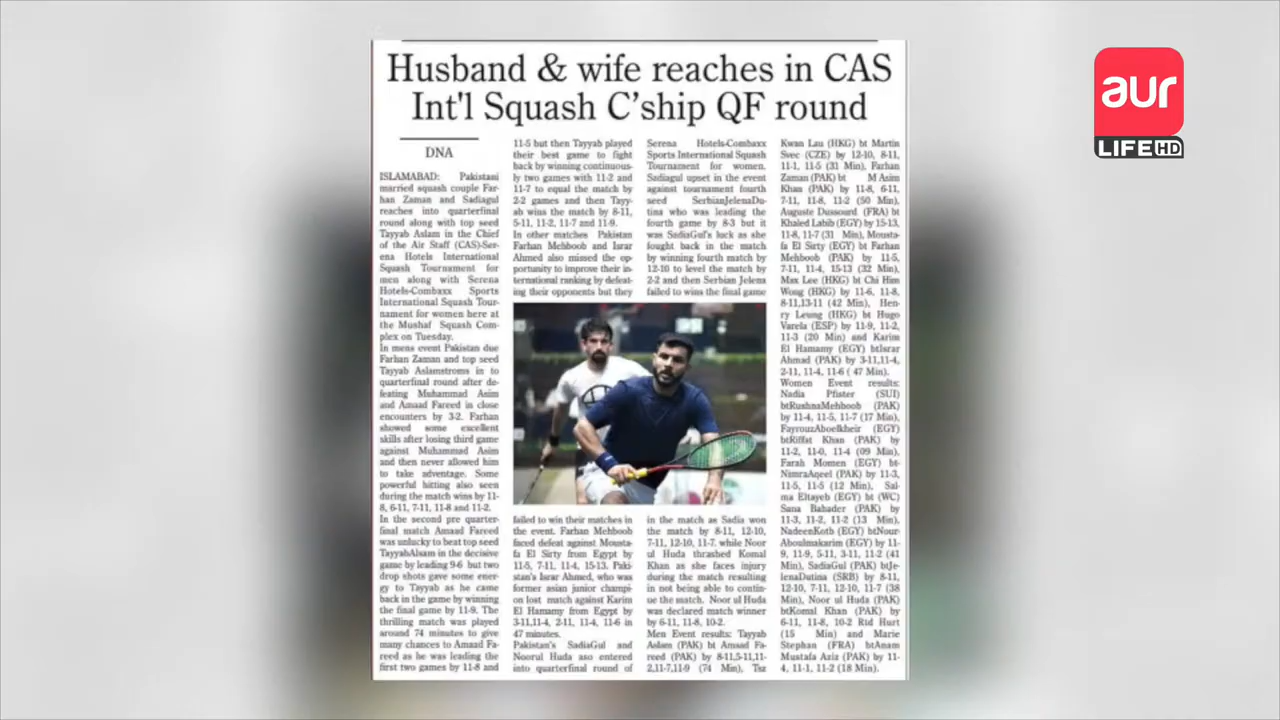 Husband & wife reaches in CAS
Int'l Squash C'ship QF round
DNA
ISLAMABAD: Pakistani
married squash couple Far-
han Zaman and Sadiagul
reaches into quarterfinal
round along with top seed
Tayyab Aslam in the Chief
of the Air Staff (CAS)-Ser-
ena Hotels International
Squash Tournament for
men along with Serena
Hotels-Combaxx Sports
International Squash Tour-
nament for women here at
the Mushaf Squash Com-
plex on Tuesday.
In mens event Pakistan due
Farhan Zaman and top seed
Tayyab Aslamstroms in to
quarterfinal round after de-
feating Muhammad Asim
and Amaad Fareed in close
encounters by 3-2. Farhan
showed some excellent
skills after losing third game
against Muhammad Asim
and then never allowed him
to take adventage. Some
powerful hitting also seen
during the match wins by 11-
8, 6-11, 7-11, 11-8 and 11-2.
In the second pre quarter-
final match Amaad Fareed
was unlucky to beat top seed
TayyabAlsam in the decisive
game by leading 9-6 but two
drop shots gave some ener-
gy to Tayyab as he came
back in the game by winning
the final game by 11-9. The
thrilling match was played
around 74 minutes to give
many chances to Amaad Fa-
reed as he was leading the
first two games by 11-8 and
11-5 but then Tayyab played
their best game to fight
back by winning continuous-
ly two games with 11-2 and
11-7 to equal the match by
2-2 games and then Tayy-
ab wins the match by 8-11,
5-11, 11-2, 11-7 and 11-9.
In other matches Pakistan
Farhan Mehboob and Israr
Ahmed also missed the op-
portunity to improve their in-
ternational ranking by defeat-
ing their opponents but they
failed to win their matches in
the event. Farhan Mehboob
faced defeat against Mousta-
fa El Sirty from Egypt by
11-5, 7-11, 11-4, 15-13. Paki-
stan's Israr Ahmed, who was
former asian junior champi-
on lost match against Karim
El Hamamy from Egypt by
3-11,11-4, 2-11, 11-4, 11-6 in
47 minutes.
Pakistan's SadiaGul and
Noorul Huda aso entered
into quarterfinal round of
Serena Hotels-Combaxx
Sports International Squash
Tournament for women.
Sadiagul upset in the event
against tournament fourth
seed SerbianJelenaDu-
tina who was leading the
fourth game by 8-3 but it
was SadiaGul's luck as she
fought back in the match
by winning fourth match by
12-10 to level the match by
2-2 and then Serbian Jelena
failed to wins the final game
in the match as Sadia won
the match by 8-11, 12-10,
7-11, 12-10, 11-7. while Noor
ul Huda thrashed Komal
Khan as she faces injury
during the match resulting
in not being able to contin-
ue the match. Noor ul Huda
was declared match winner
by 6-11, 11-8, 10-2.
Men Event results: Tayyab
Aslam (PAK) bt Amaad Fa-
reed (PAK) by 8-11,5-11,11-
2,11-7,11-9 (74 Min), Tsz
Kwan Lau (HKG) bt Martin
Svec (CZE) by 12-10, 8-11,
11-1, 11-5 (31 Min), Farhan
Zaman (PAK) bt M Asim
Khan (PAK) by 11-8, 6-11,
7-11, 11-8, 11-2 (50 Min),
Auguste Dussourd (FRA) bt
Khaled Labib (EGY) by 15-13,
11-8, 11-7 (31 Min), Mousta-
fa El Sirty (EGY) bt Farhan
Mehboob (PAK) by 11-5,
7-11, 11-4, 15-13 (32 Min),
Max Lee (HKG) bt Chi Him
Wong (HKG) by 11-6, 11-8,
8-11,13-11 (42 Min), Hen-
ry Leung (HKG) bt Hugo
Varela (ESP) by 11-9, 11-2,
11-3 (20 Min) and Karim
El Hamamy (EGY) btIsrar
Ahmad (PAK) by 3-11,11-4,
2-11, 11-4, 11-6 ( 47 Min).
Women Event results:
Nadia Pfister (SUI)
btRushnaMehboob (PAK)
by 11-4, 11-5, 11-7 (17 Min),
FayrouzAboelkheir (EGY)
btRiffat Khan (PAK) by
11-2, 11-0, 11-4 (09 Min),
Farah Momen (EGY) bt-
NimraAqeel (PAK) by 11-3,
11-5, 11-5 (12 Min), Sal-
ma Eltayeb (EGY) bt (WC)
Sana Bahader (PAK) by
11-3, 11-2, 11-2 (13 Min),
NadeenKotb (EGY) btNour-
Aboulmakarim (EGY) by 11-
9, 11-9, 5-11, 3-11, 11-2 (41
Min), SadiaGul (PAK) btJe-
lenaDutina (SRB) by 8-11,
12-10, 7-11, 12-10, 11-7 (38
Min), Noor ul Huda (PAK)
btKomal Khan (PAK) by
6-11, 11-8, 10-2 Rtd Hurt
(15 Min) and Marie
Stephan (FRA) btAnam
Mustafa Aziz (PAK) by 11-
4, 11-1, 11-2 (18 Min).
aur
LIFE HD